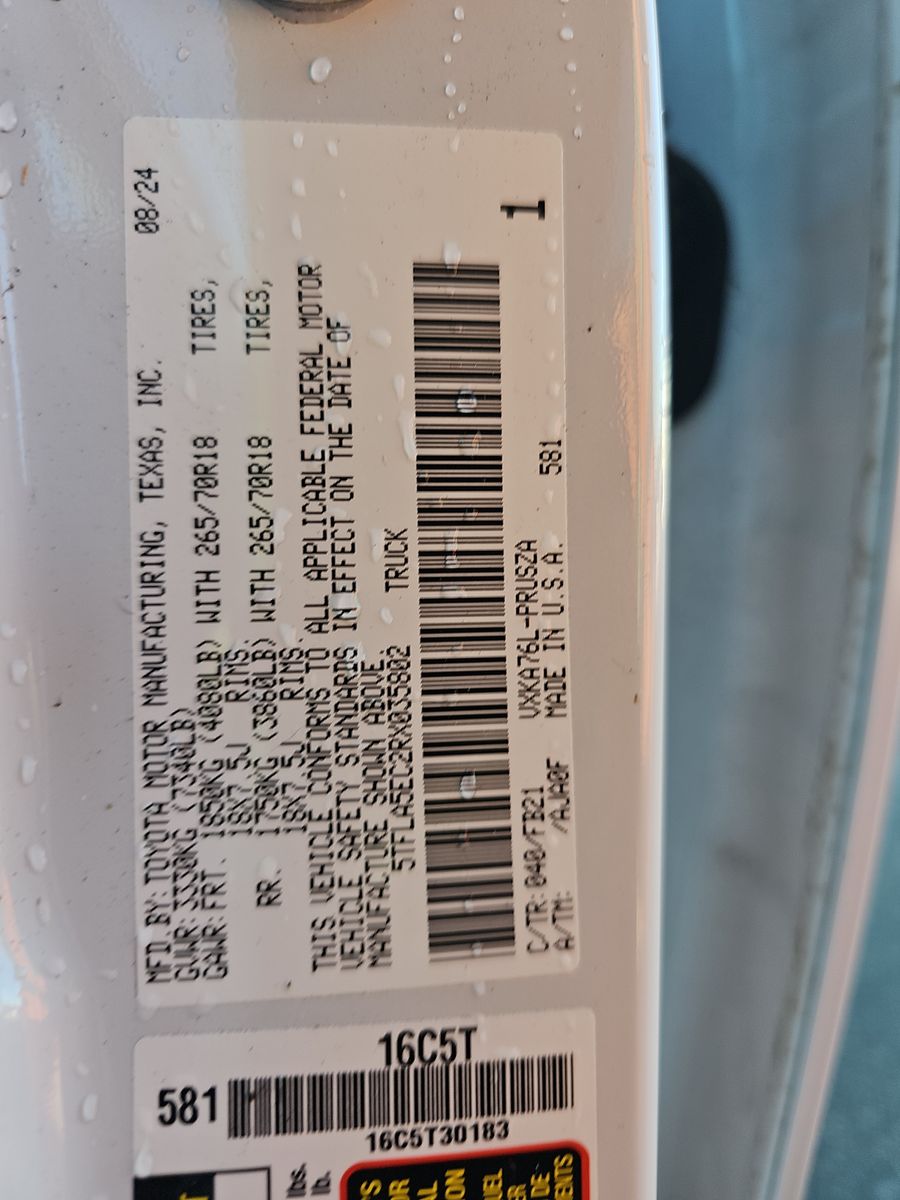 MFD.BY:TOYOTA MOTOR MANUFACTURING, TEXAS, INC. 08/24
GVWR:3330KG (7340LB)
GAWR:FRT. 1850KG (4080LB) WITH 265/70R18 TIRES,
18X7.5J RIMS.
RR. 1750KG (3860LB) WITH 265/70R18 TIRES,
18X7.5J RIMS.
THIS VEHICLE CONFORMS TO ALL APPLICABLE FEDERAL MOTOR
VEHICLE SAFETY STANDARDS IN EFFECT ON THE DATE OF
MANUFACTURE SHOWN ABOVE.
5TFLA5EC2RX035802 TRUCK
1
C/TR:040/FB21 VXKA76L-PRUSZA
A/TM: /AJA0F MADE IN U.S.A. 581
16C5T
581
16C5T30183
lbs.
lb.